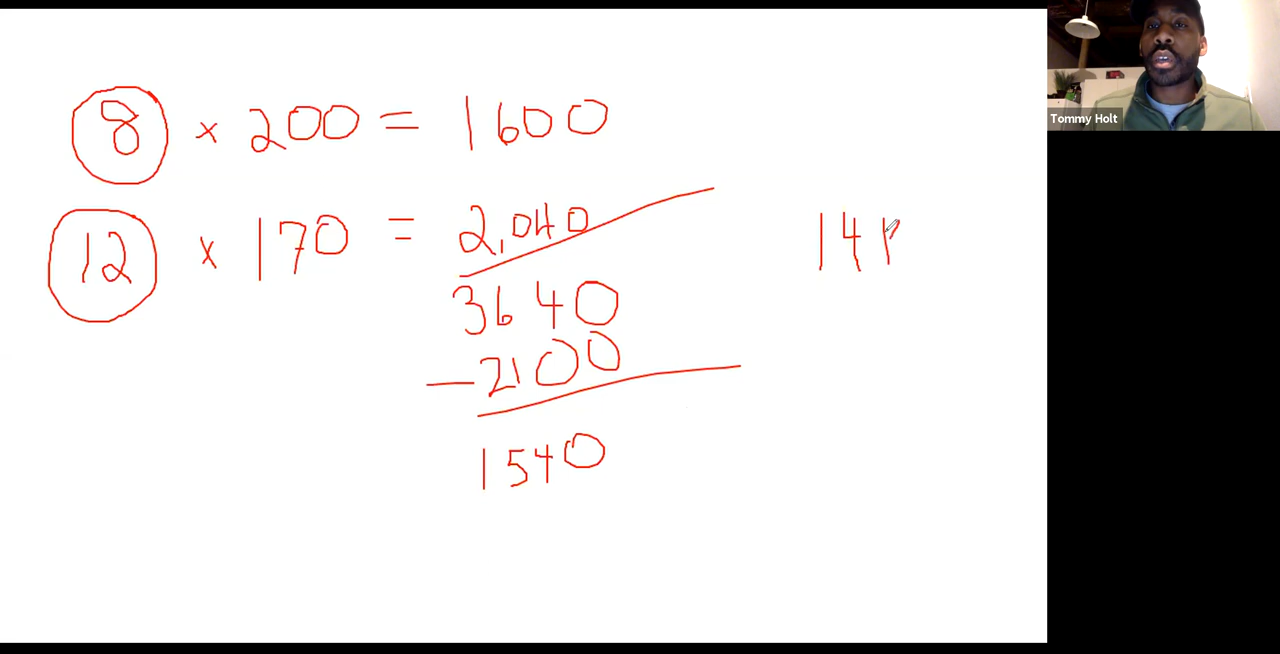 8 × 200 = 1600
12 × 170 = 2,040
3640
- 2100
1540
14
Tommy Holt